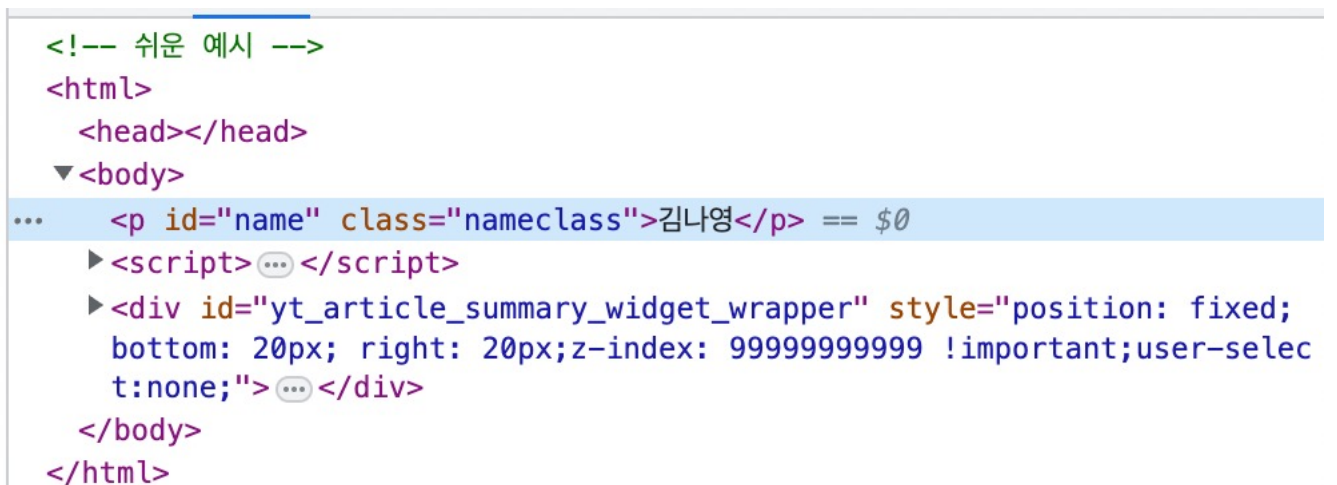 <!-- 쉬운 예시 -->
<html>
<head></head>
▼<body>
••• <p id="name" class="nameclass">김나영</p> == $0
▶<script>•••</script>
▶<div id="yt_article_summary_widget_wrapper" style="position: fixed;
bottom: 20px; right: 20px;z-index: 99999999999 !important;user-selec
t:none;">•••</div>
</body>
</html>